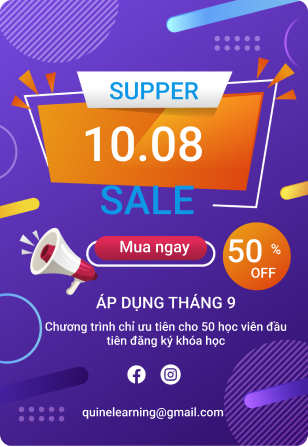 SUPPER
10.08
SALE
Mua ngay
50 %
OFF
ÁP DỤNG THÁNG 9
Chương trình chỉ ưu tiên cho 50 học viên đầu
tiên đăng ký khóa học
quinelearning@gmail.com